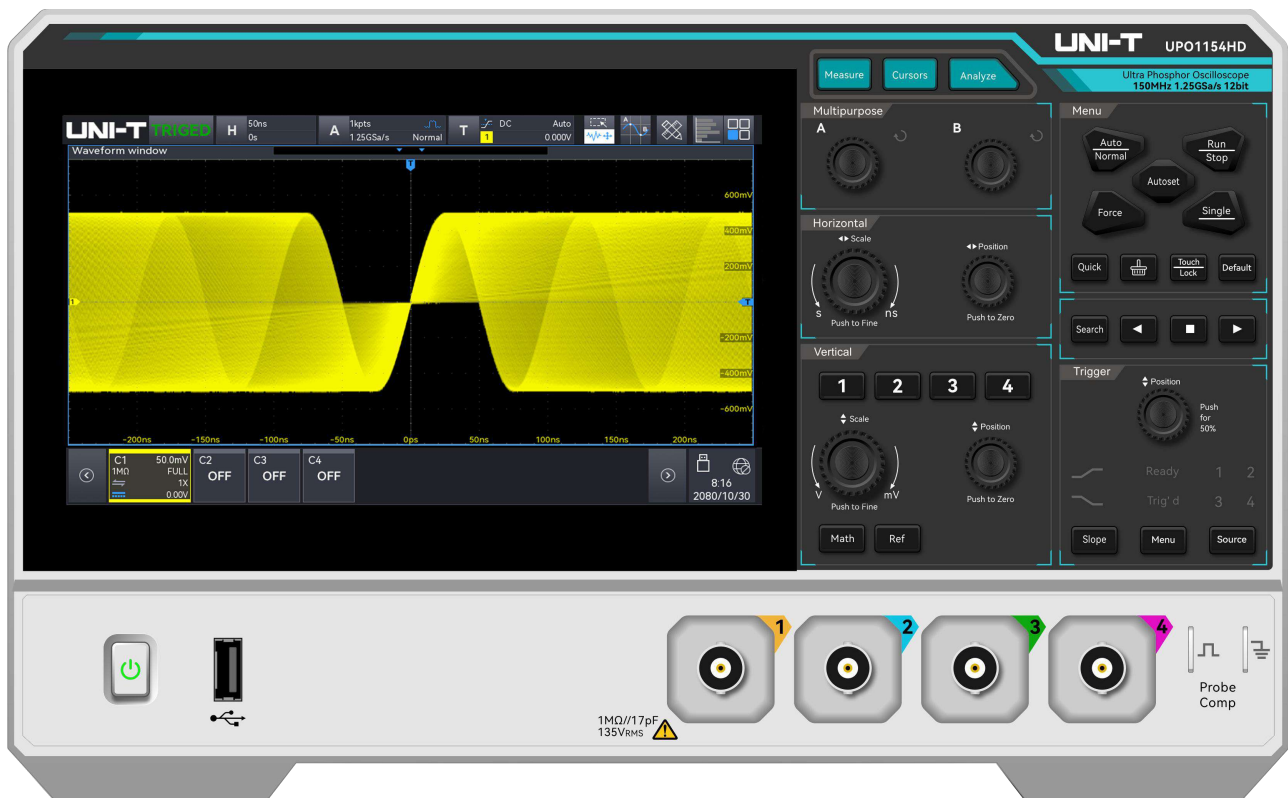 UNI-T UPO1154HD
Ultra Phosphor Oscilloscope
150MHz 1.25GSa/s 12bit
Measure Cursors Analyze
Multipurpose
A B
Menu
Auto
Normal
Run
Stop
Autoset
Force
Single
Quick
Touch
Lock
Default
Search
UNI-T TRIGED
H 50ns
0s
A 1kpts
1.25GSa/s Normal
T DC Auto
1 0.000V
A B
Waveform window
T
600mV
400mV
200mV
1 T
-200mV
-400mV
-600mV
-200ns -150ns -100ns -50ns 0ps 50ns 100ns 150ns 200ns
C1 50.0mV
1MΩ FULL
1X
0.00V
C2
OFF
C3
OFF
C4
OFF
8:16
2080/10/30
Horizontal
Scale
Position
s ns
Push to Fine
Push to Zero
Vertical
1 2 3 4
Scale
Position
V mV
Push to Fine
Push to Zero
Math Ref
Trigger
Position
Push
for
50%
Ready 1 2
Trig'd 3 4
Slope Menu Source
1 2 3 4
1MΩ//17pF
135VRMS
Probe
Comp